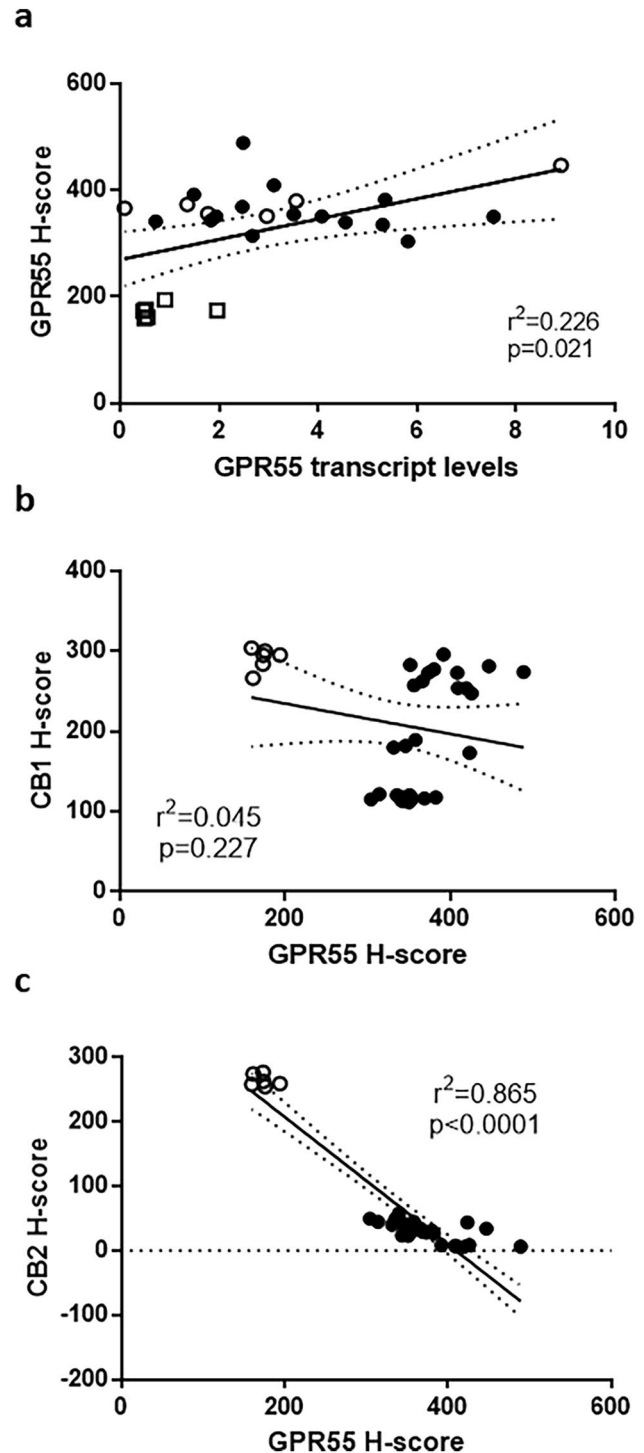 a
600
400
200
0
GPR55 H-score
0 2 4 6 8 10
GPR55 transcript levels
r²=0.226
p=0.021
b
400
300
200
100
0
CB1 H-score
0 200 400 600
GPR55 H-score
r²=0.045
p=0.227
c
300
200
100
0
-100
-200
CB2 H-score
0 200 400 600
GPR55 H-score
r²=0.865
p<0.0001